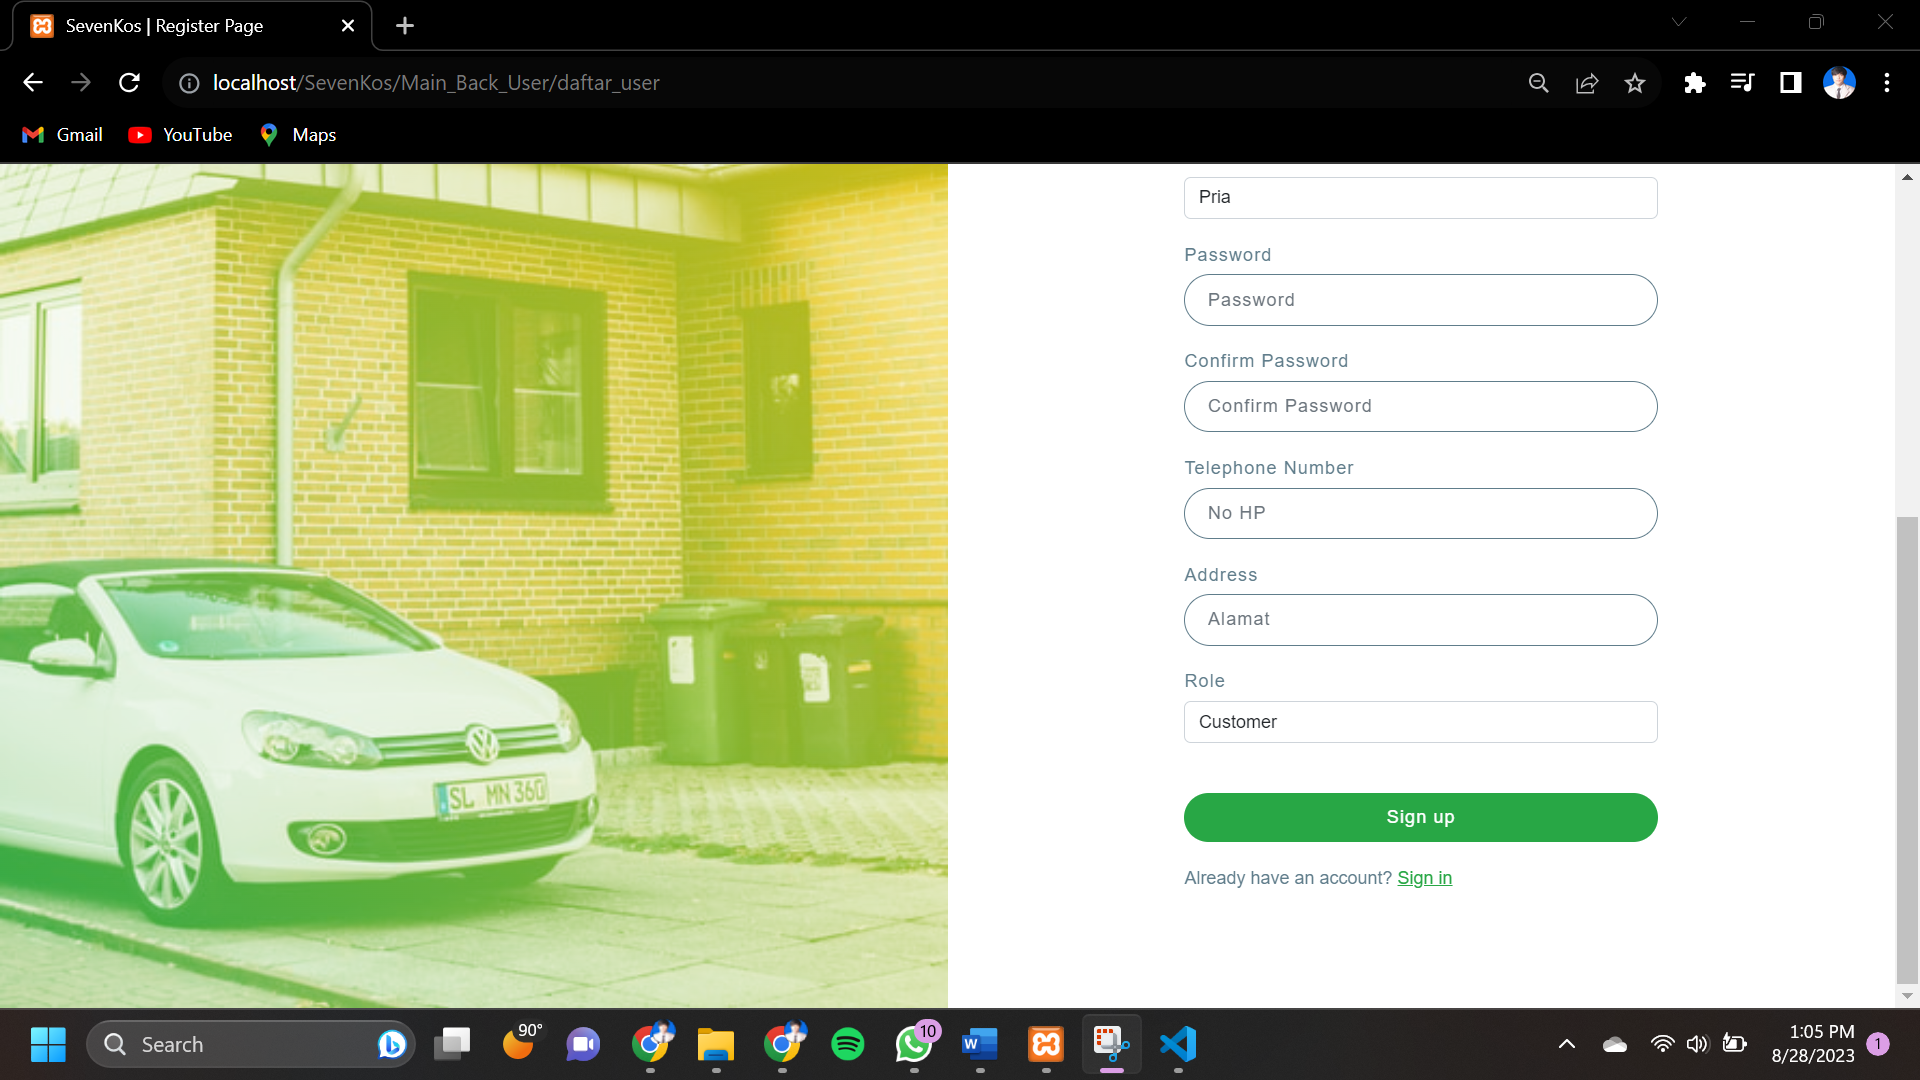 SevenKos | Register Page
localhost/SevenKos/Main_Back_User/daftar_user
Gmail
YouTube
Maps
Pria
Password
Password
Confirm Password
Confirm Password
Telephone Number
No HP
Address
Alamat
Role
Customer
Sign up
Already have an account? Sign in
SL MN 360
Search
90°
10
1:05 PM
8/28/2023
1